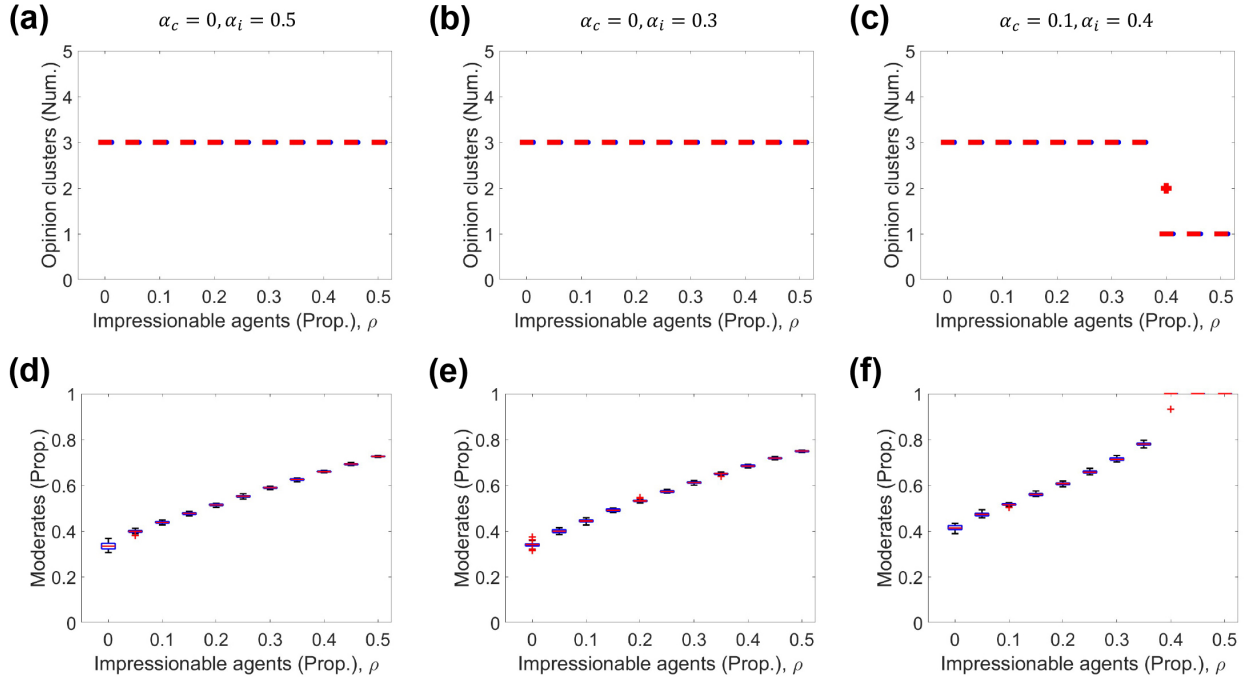 (a)
α_c = 0, α_i = 0.5
5
4
3
2
1
0
Opinion clusters (Num.)
0 0.1 0.2 0.3 0.4 0.5
Impressionable agents (Prop.), ρ
(b)
α_c = 0, α_i = 0.3
5
4
3
2
1
0
Opinion clusters (Num.)
0 0.1 0.2 0.3 0.4 0.5
Impressionable agents (Prop.), ρ
(c)
α_c = 0.1, α_i = 0.4
5
4
3
2
1
0
Opinion clusters (Num.)
0 0.1 0.2 0.3 0.4 0.5
Impressionable agents (Prop.), ρ
(d)
1
0.8
0.6
0.4
0.2
0
Moderates (Prop.)
0 0.1 0.2 0.3 0.4 0.5
Impressionable agents (Prop.), ρ
(e)
1
0.8
0.6
0.4
0.2
0
Moderates (Prop.)
0 0.1 0.2 0.3 0.4 0.5
Impressionable agents (Prop.), ρ
(f)
1
0.8
0.6
0.4
0.2
0
Moderates (Prop.)
0 0.1 0.2 0.3 0.4 0.5
Impressionable agents (Prop.), ρ